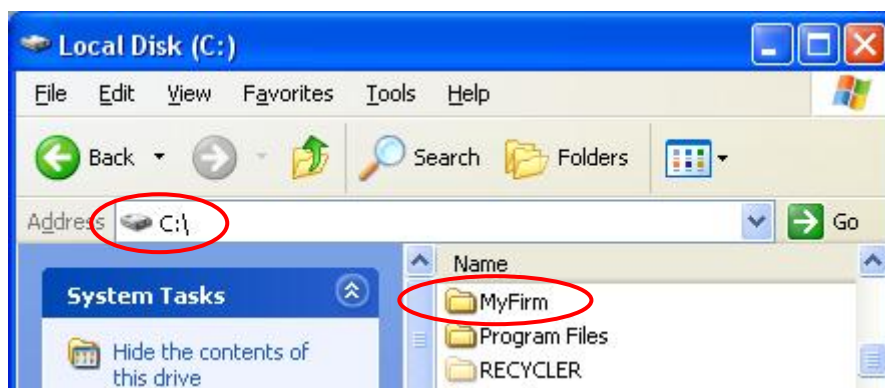 Local Disk (C:)
File Edit View Favorites Tools Help
Back Search Folders
Address C:\ Go
Name
System Tasks
MyFirm
Hide the contents of
this drive
Program Files
RECYCLER